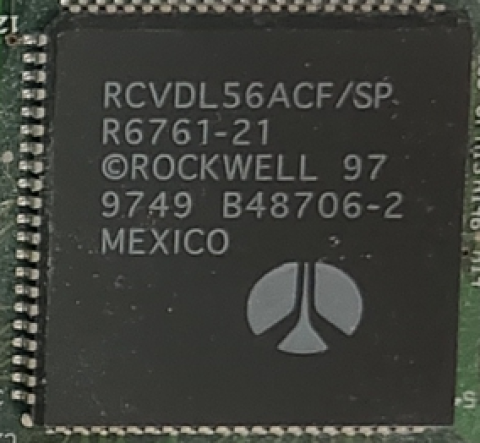 RCVDL56ACF/SP
R6761-21
©ROCKWELL 97
9749 B48706-2
MEXICO